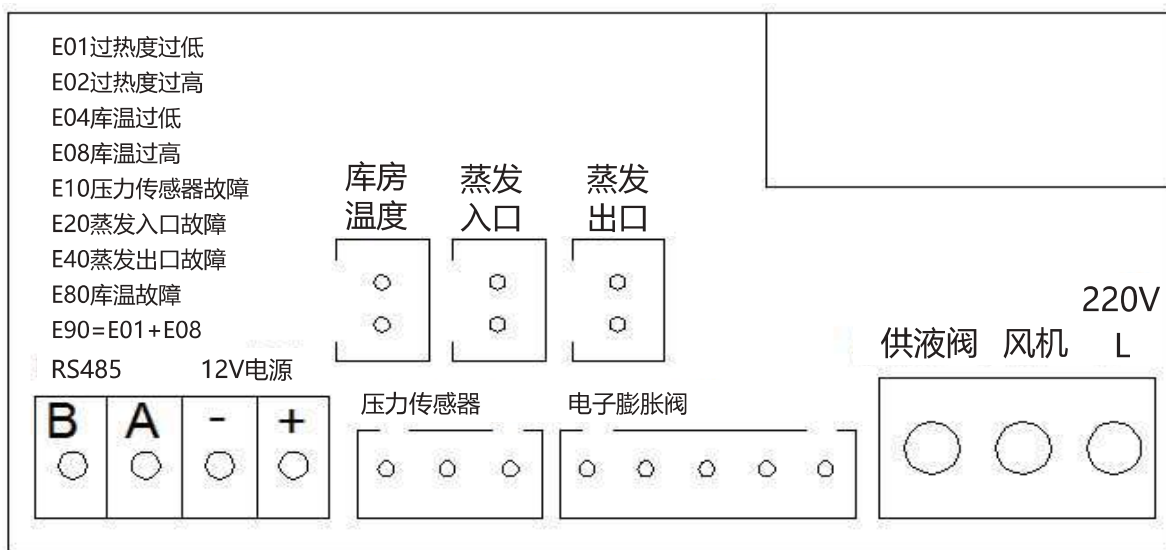 E01过热度过低
E02过热度过高
E04库温过低
E08库温过高
E10压力传感器故障
E20蒸发入口故障
E40蒸发出口故障
E80库温故障
E90=E01+E08
库房
温度
蒸发
入口
蒸发
出口
220V
供液阀 风机 L
RS485 12V电源
B A - +
压力传感器
电子膨胀阀